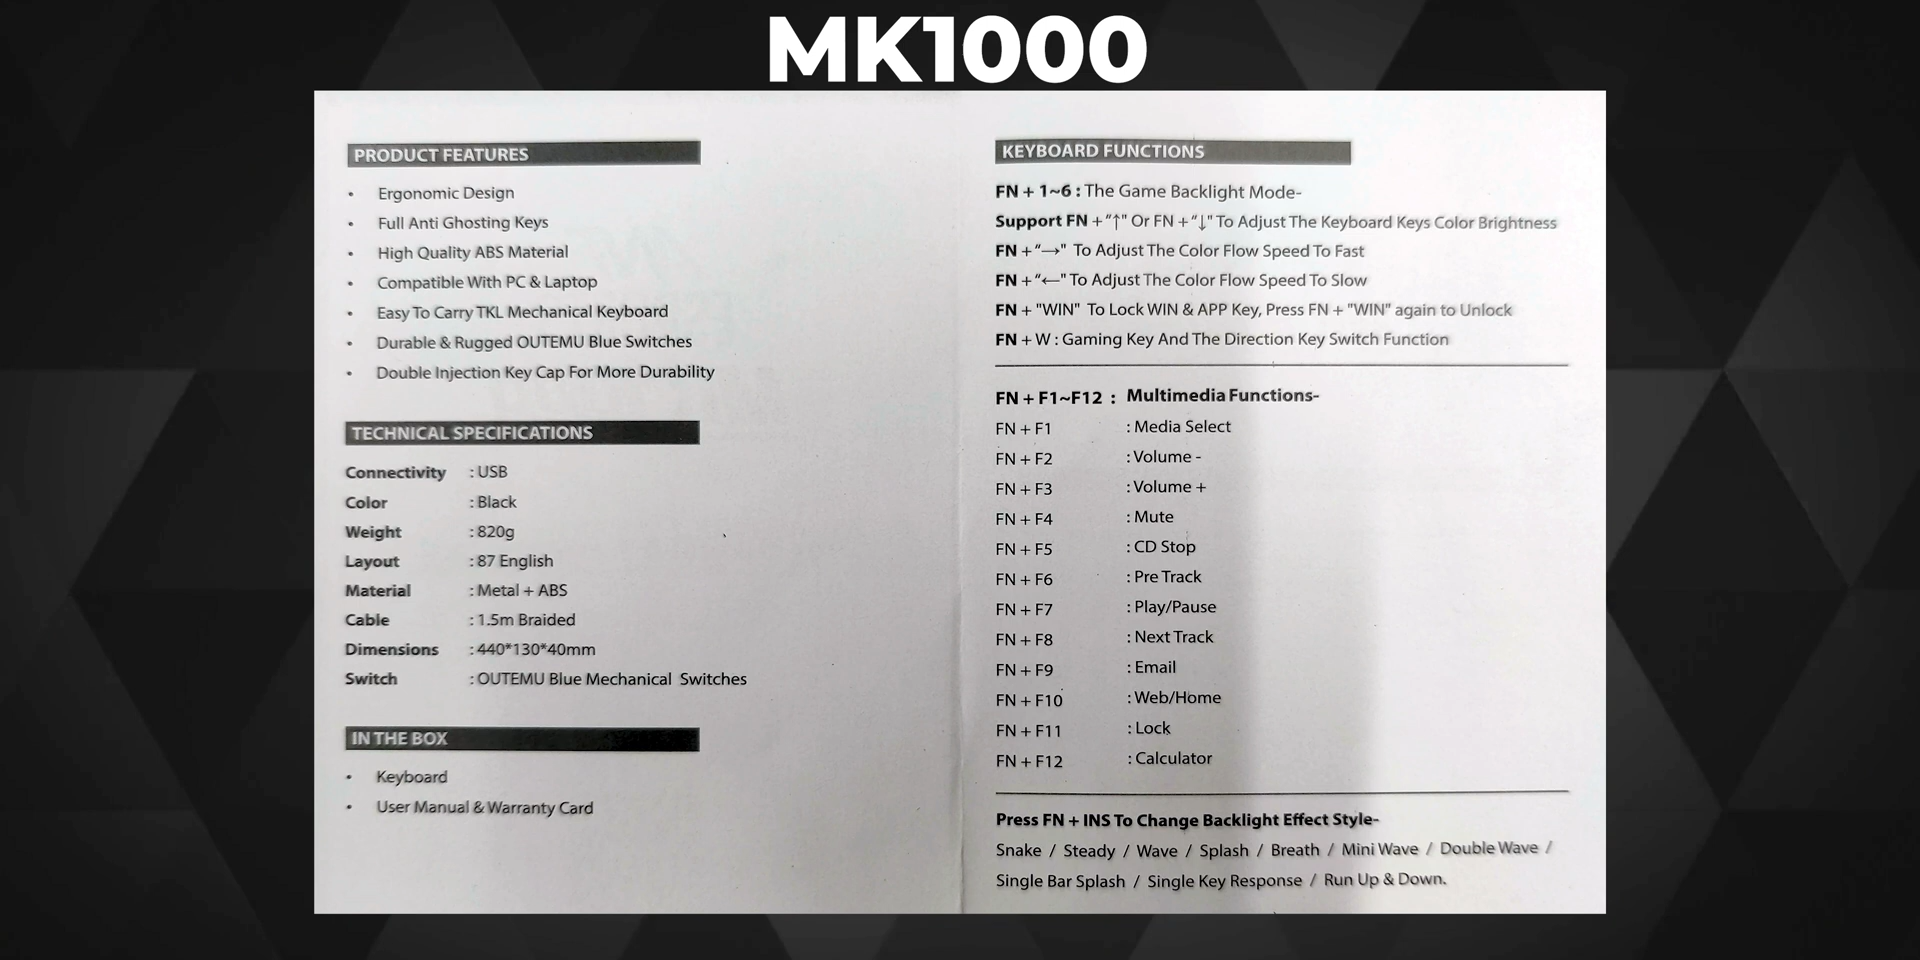 MK1000
PRODUCT FEATURES
• Ergonomic Design
• Full Anti Ghosting Keys
• High Quality ABS Material
• Compatible With PC & Laptop
• Easy To Carry TKL Mechanical Keyboard
• Durable & Rugged OUTEMU Blue Switches
• Double Injection Key Cap For More Durability
TECHNICAL SPECIFICATIONS
Connectivity : USB
Color : Black
Weight : 820g
Layout : 87 English
Material : Metal + ABS
Cable : 1.5m Braided
Dimensions : 440*130*40mm
Switch : OUTEMU Blue Mechanical Switches
IN THE BOX
• Keyboard
• User Manual & Warranty Card
KEYBOARD FUNCTIONS
FN + 1~6 : The Game Backlight Mode-
Support FN + "↑" Or FN + "↓" To Adjust The Keyboard Keys Color Brightness
FN + "→" To Adjust The Color Flow Speed To Fast
FN + "←" To Adjust The Color Flow Speed To Slow
FN + "WIN" To Lock WIN & APP Key, Press FN + "WIN" again to Unlock
FN + W : Gaming Key And The Direction Key Switch Function
FN + F1~F12 : Multimedia Functions-
FN + F1 : Media Select
FN + F2 : Volume -
FN + F3 : Volume +
FN + F4 : Mute
FN + F5 : CD Stop
FN + F6 : Pre Track
FN + F7 : Play/Pause
FN + F8 : Next Track
FN + F9 : Email
FN + F10 : Web/Home
FN + F11 : Lock
FN + F12 : Calculator
Press FN + INS To Change Backlight Effect Style-
Snake / Steady / Wave / Splash / Breath / Mini Wave / Double Wave /
Single Bar Splash / Single Key Response / Run Up & Down.